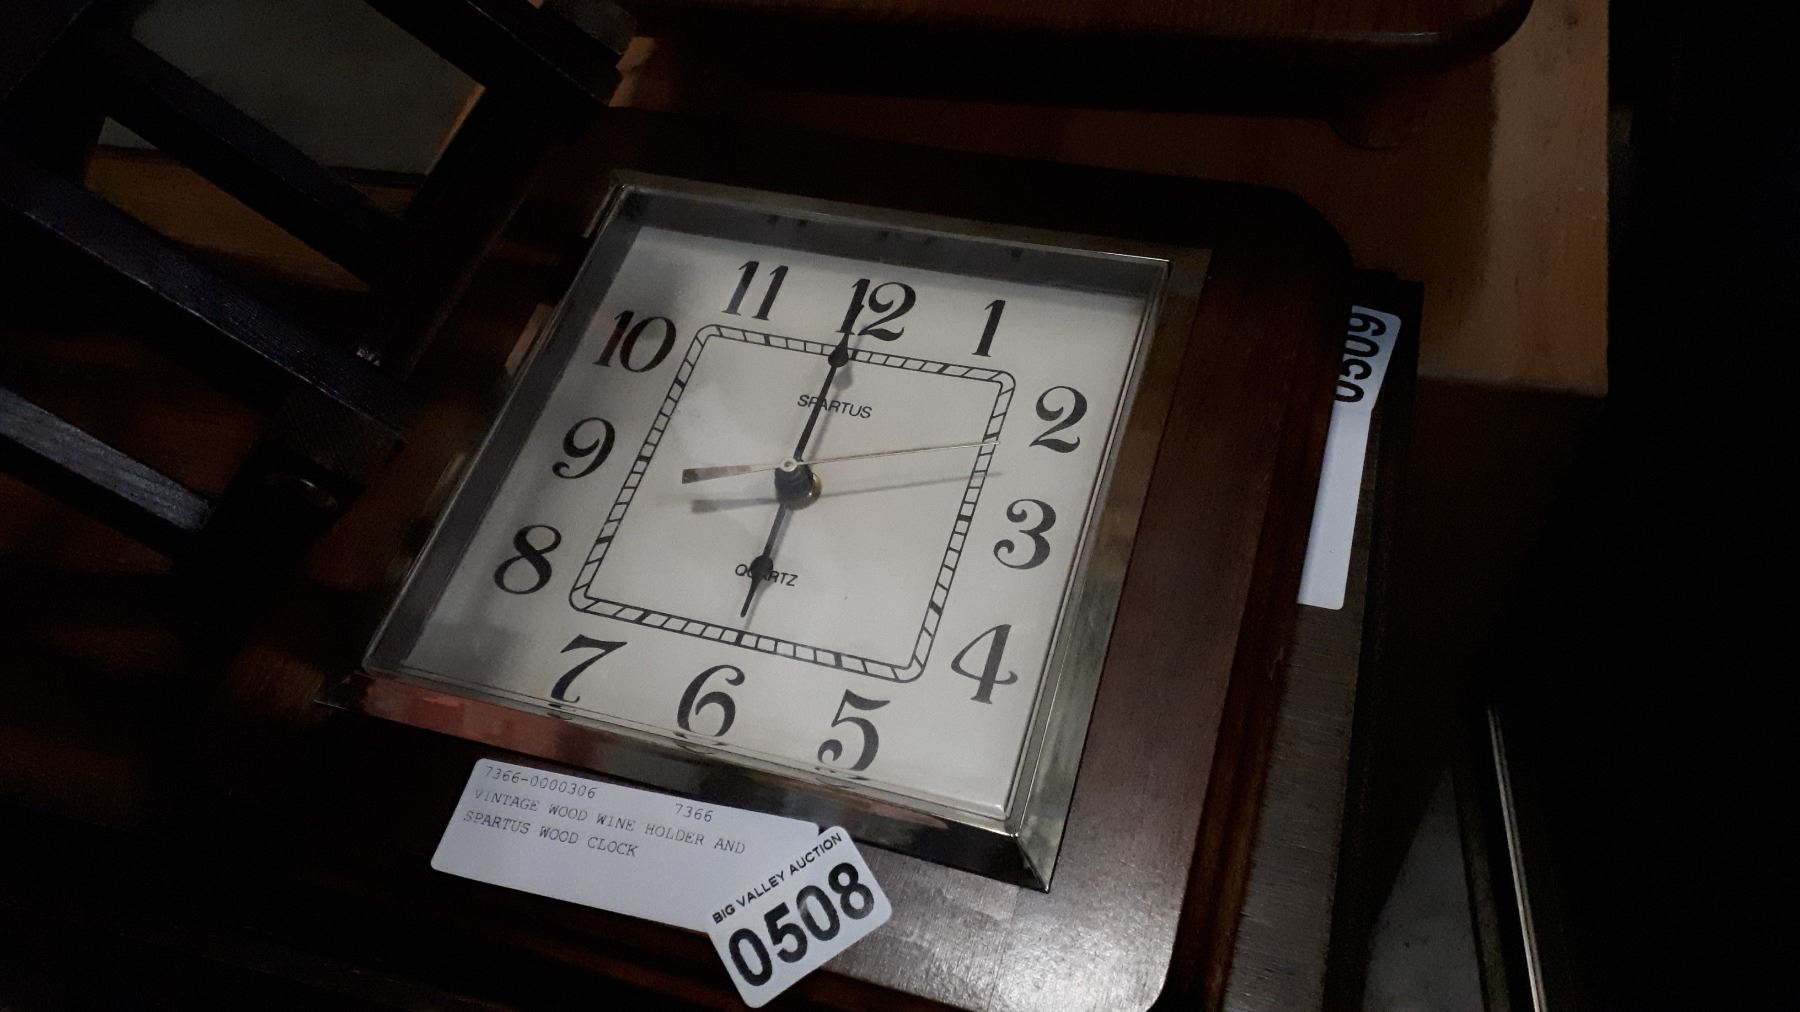 11 12 1
10 2
SPARTUS
9 3
8 4
QUARTZ
7 6 5
0509
7366-0000306 7366
VINTAGE WOOD WINE HOLDER AND
SPARTUS WOOD CLOCK
BIG VALLEY AUCTION
0508